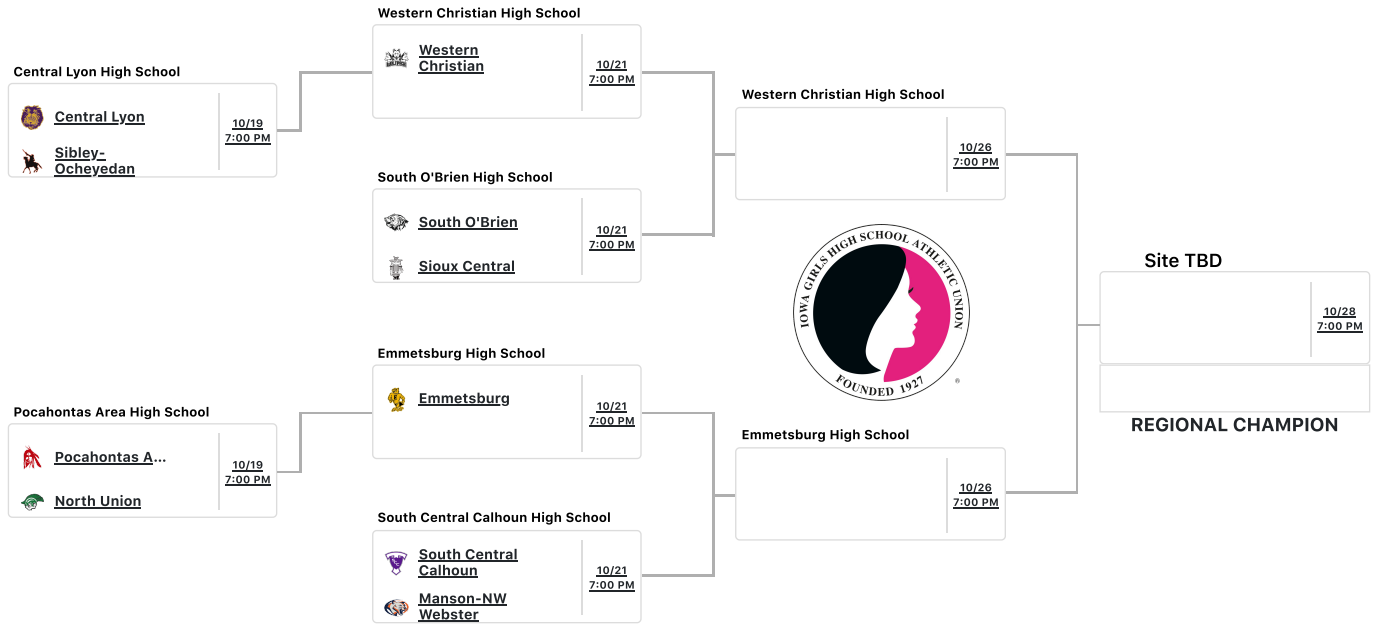 Western Christian High School
Western
Christian
10/21
7:00 PM
Central Lyon High School
Central Lyon
Sibley-
Ocheyedan
10/19
7:00 PM
Western Christian High School
10/26
7:00 PM
South O'Brien High School
South O'Brien
Sioux Central
10/21
7:00 PM
IOWA GIRLS HIGH SCHOOL ATHLETIC UNION
FOUNDED 1927
®
Site TBD
10/28
7:00 PM
REGIONAL CHAMPION
Emmetsburg High School
Emmetsburg
10/21
7:00 PM
Pocahontas Area High School
Pocahontas A...
North Union
10/19
7:00 PM
Emmetsburg High School
10/26
7:00 PM
South Central Calhoun High School
South Central
Calhoun
Manson-NW
Webster
10/21
7:00 PM